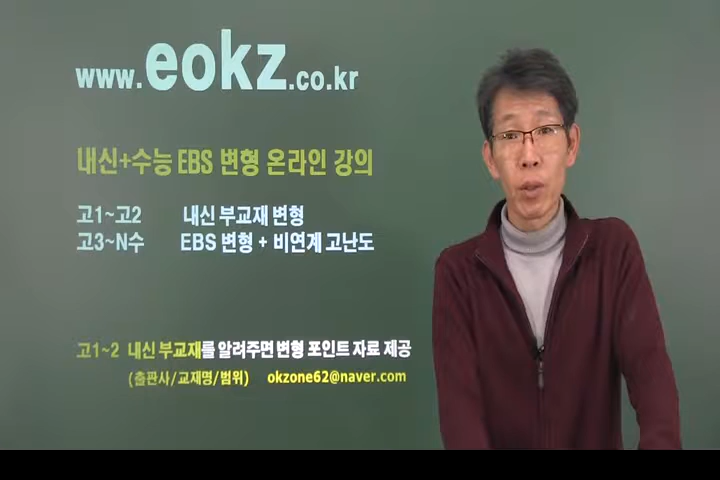 www.eokz.co.kr
내신+수능 EBS 변형 온라인 강의
고1~고2 내신 부교재 변형
고3~N수 EBS 변형 + 비연계 고난도
고1~2 내신 부교재를 알려주면 변형 포인트 자료 제공
(출판사/교재명/범위) okzone62@naver.com